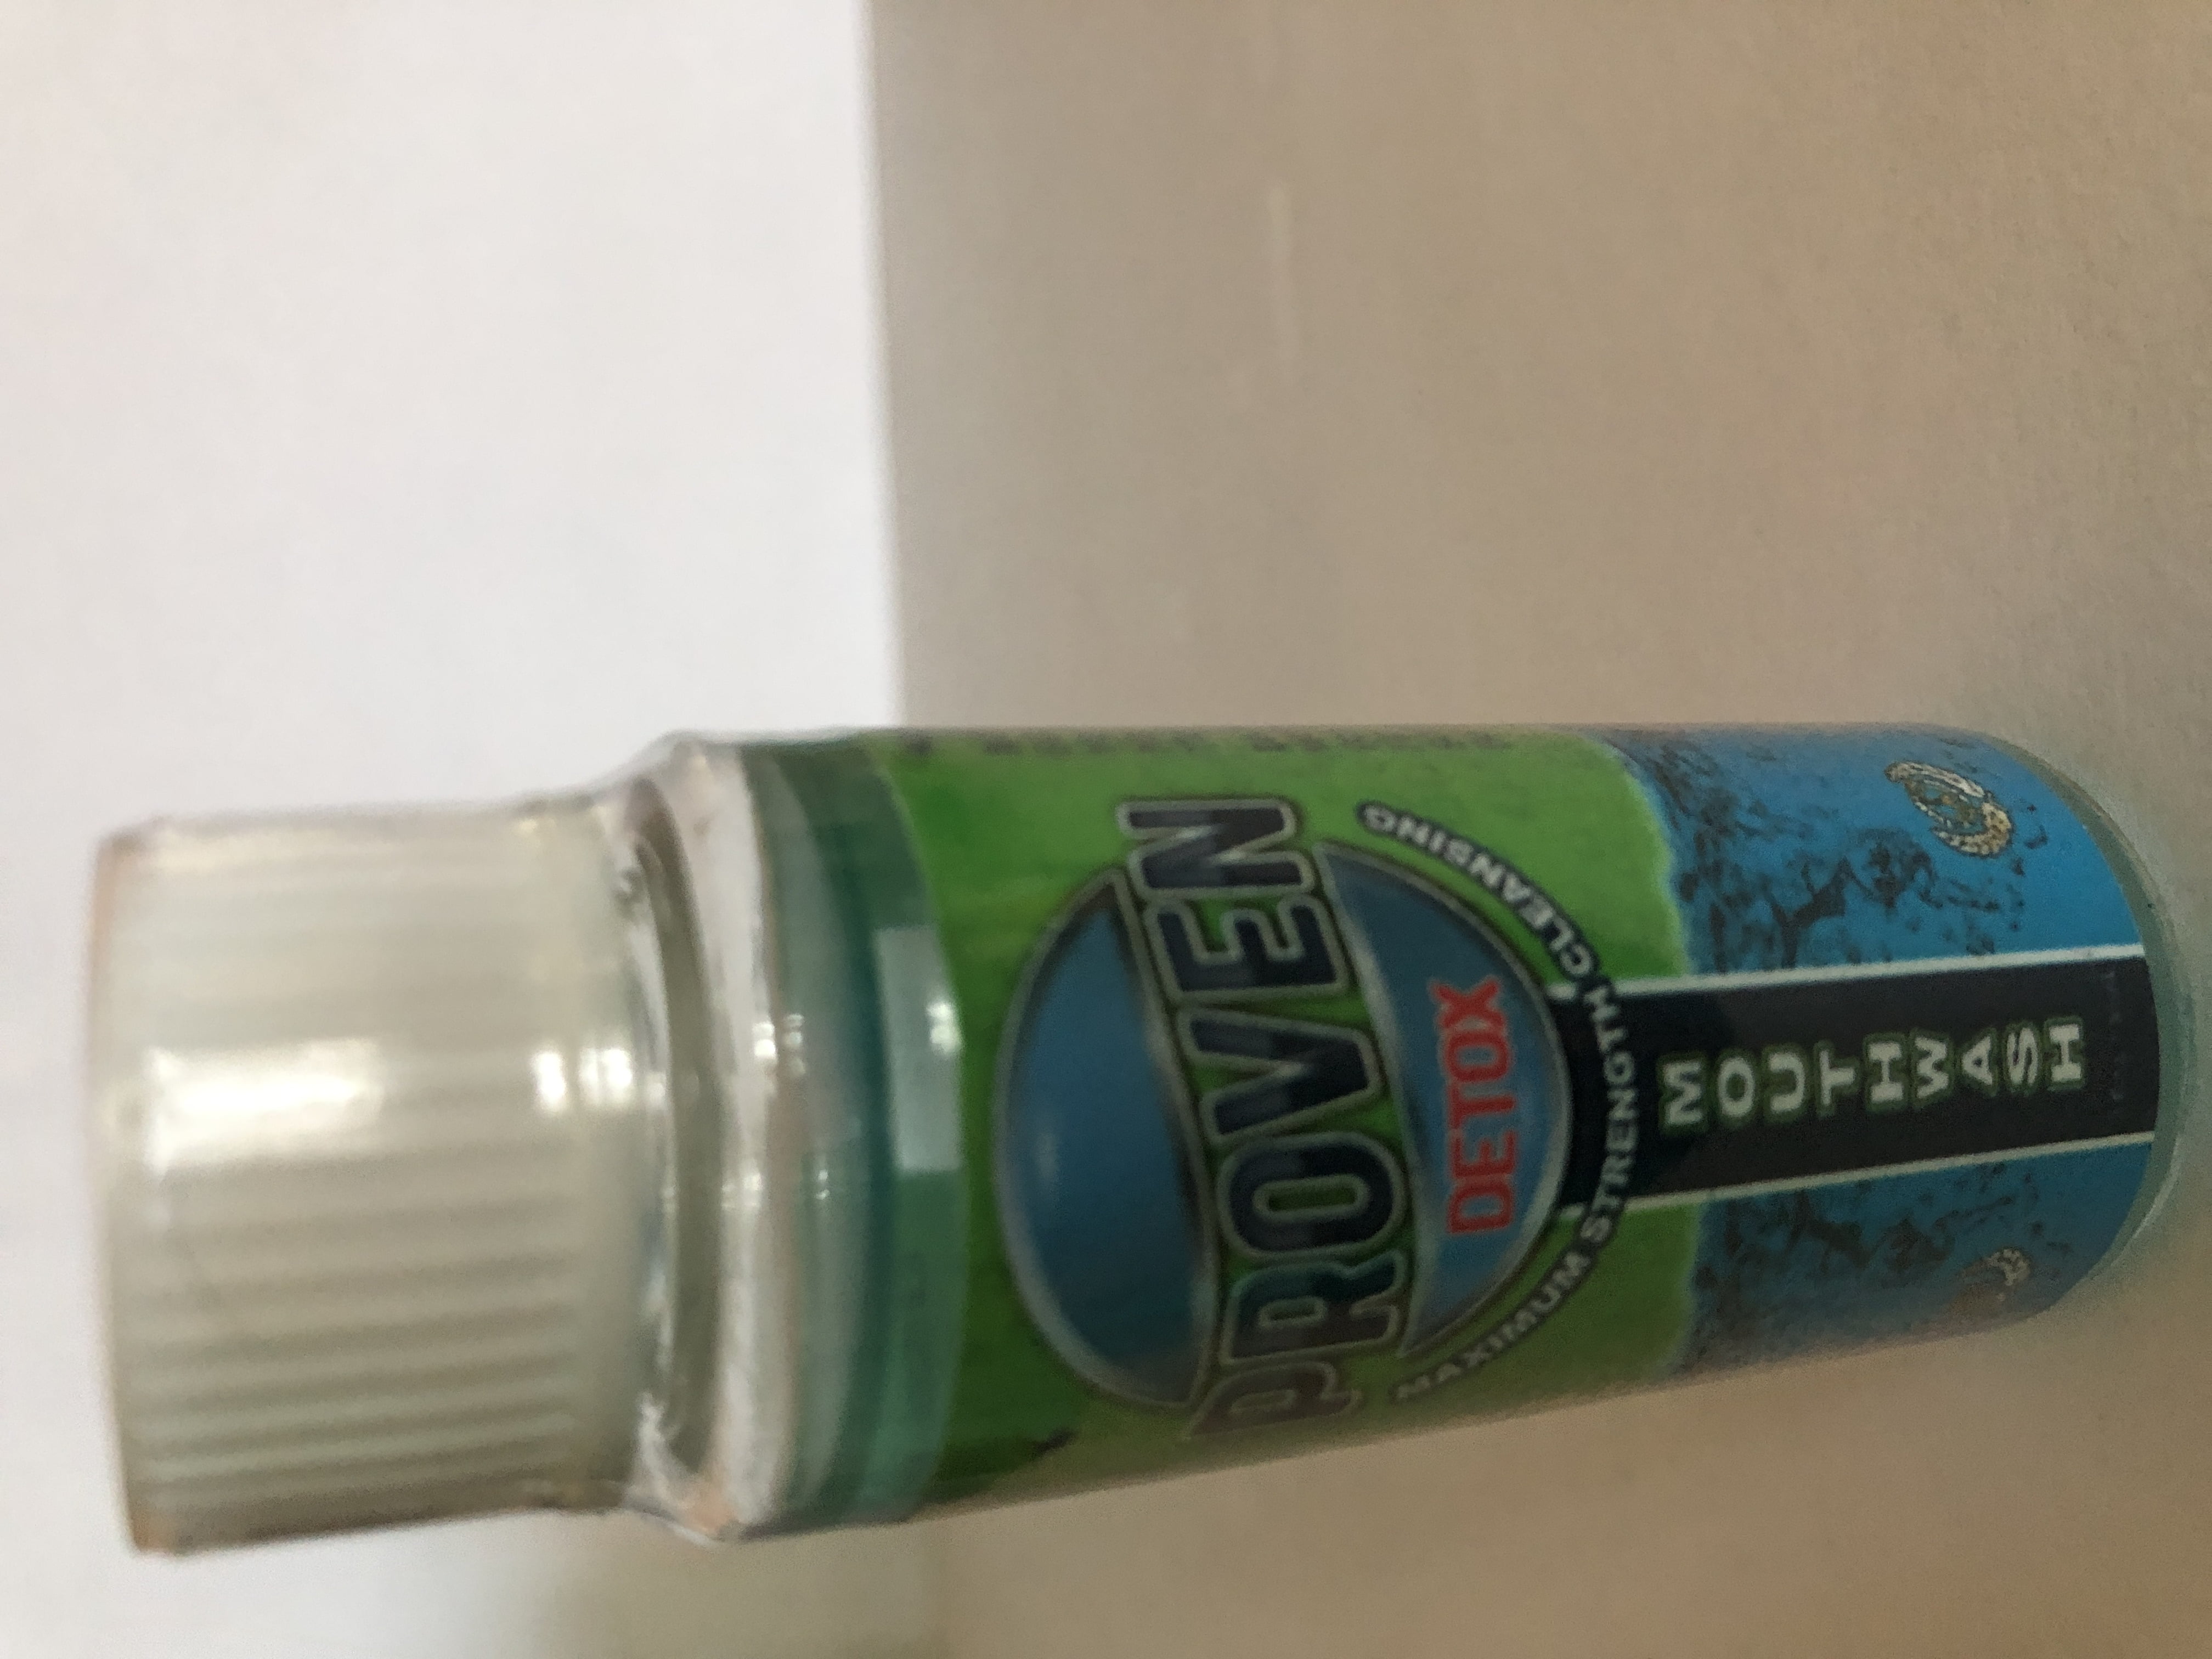 PROVEN
DETOX
MAXIMUM STRENGTH CLEANSING
MOUTHWASH